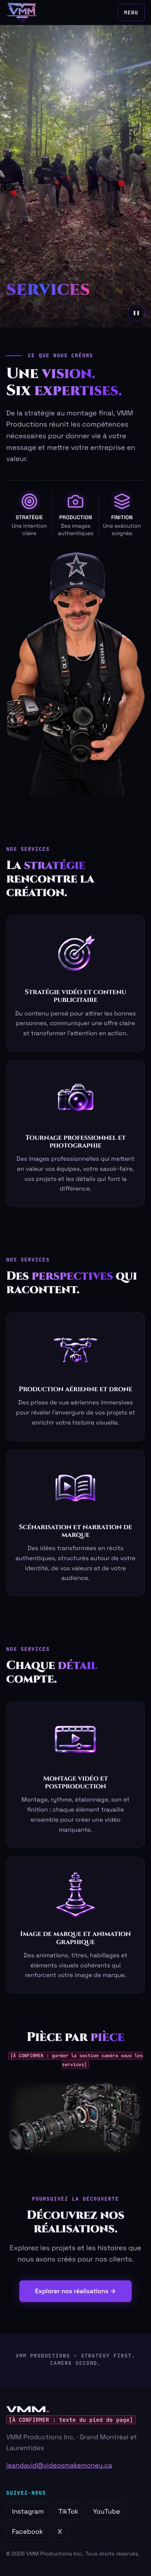 VMM
MENU
SERVICES
CE QUE NOUS CRÉONS
Une vision.
Six expertises.
De la stratégie au montage final, VMM
Productions réunit les compétences
nécessaires pour donner vie à votre
message et mettre votre entreprise en
valeur.
STRATÉGIE
Une intention
claire
PRODUCTION
Des images
authentiques
FINITION
Une exécution
soignée
NOS SERVICES
La stratégie
rencontre la
création.
Stratégie vidéo et contenu
publicitaire
Du contenu pensé pour attirer les bonnes
personnes, communiquer une offre claire
et transformer l'attention en action.
Tournage professionnel et
photographie
Des images professionnelles qui mettent
en valeur vos équipes, votre savoir-faire,
vos projets et les détails qui font la
différence.
NOS SERVICES
Des perspectives qui
racontent.
Production aérienne et drone
Des prises de vue aériennes immersives
pour révéler l'envergure de vos projets et
enrichir votre histoire visuelle.
Scénarisation et narration de
marque
Des idées transformées en récits
authentiques, structurés autour de votre
identité, de vos valeurs et de votre
audience.
NOS SERVICES
Chaque détail
compte.
Montage vidéo et
postproduction
Montage, rythme, étalonnage, son et
finition : chaque élément travaille
ensemble pour créer une vidéo
marquante.
Image de marque et animation
graphique
Des animations, titres, habillages et
éléments visuels cohérents qui
renforcent votre image de marque.
Pièce par pièce
[À CONFIRMER : garder la section caméra sous les
services]
POURSUIVEZ LA DÉCOUVERTE
Découvrez nos
réalisations.
Explorez les projets et les histoires que
nous avons créés pour nos clients.
Explorer nos réalisations →
VMM PRODUCTIONS • STRATEGY FIRST.
CAMERA SECOND.
VMM
[À CONFIRMER : texte du pied de page]
VMM Productions Inc. · Grand Montréal et
Laurentides
jeandavid@videosmakemoney.ca
SUIVEZ-NOUS
Instagram
TikTok
YouTube
Facebook
X
© 2026 VMM Productions Inc.. Tous droits réservés.